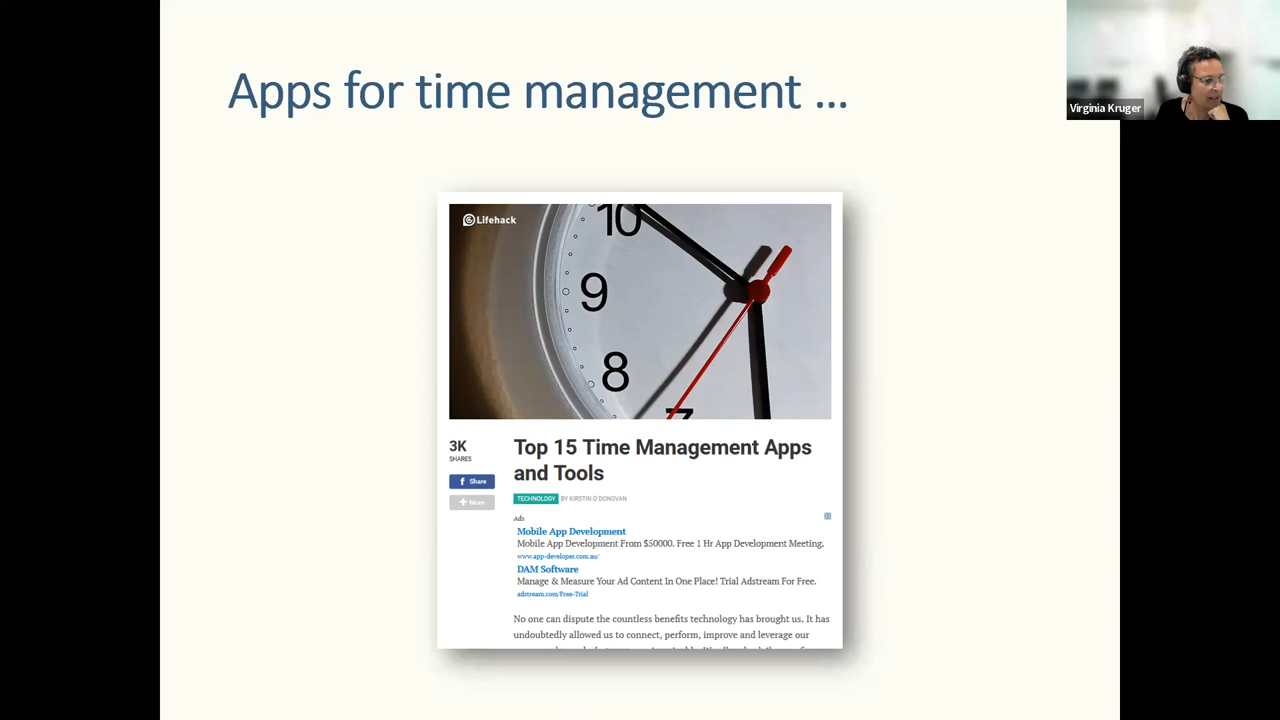 Apps for time management ...
Virginia Kruger
Lifehack
10
9
8
7
3K
SHARES
Share
More
Top 15 Time Management Apps
and Tools
TECHNOLOGY BY KIRSTIN O'DONOVAN
Ads
Mobile App Development
Mobile App Development From $50000. Free 1 Hr App Development Meeting.
www.app-developer.com.au/
DAM Software
Manage & Measure Your Ad Content In One Place! Trial Adstream For Free.
adstream.com/Free-Trial
No one can dispute the countless benefits technology has brought us. It has
undoubtedly allowed us to connect, perform, improve and leverage our